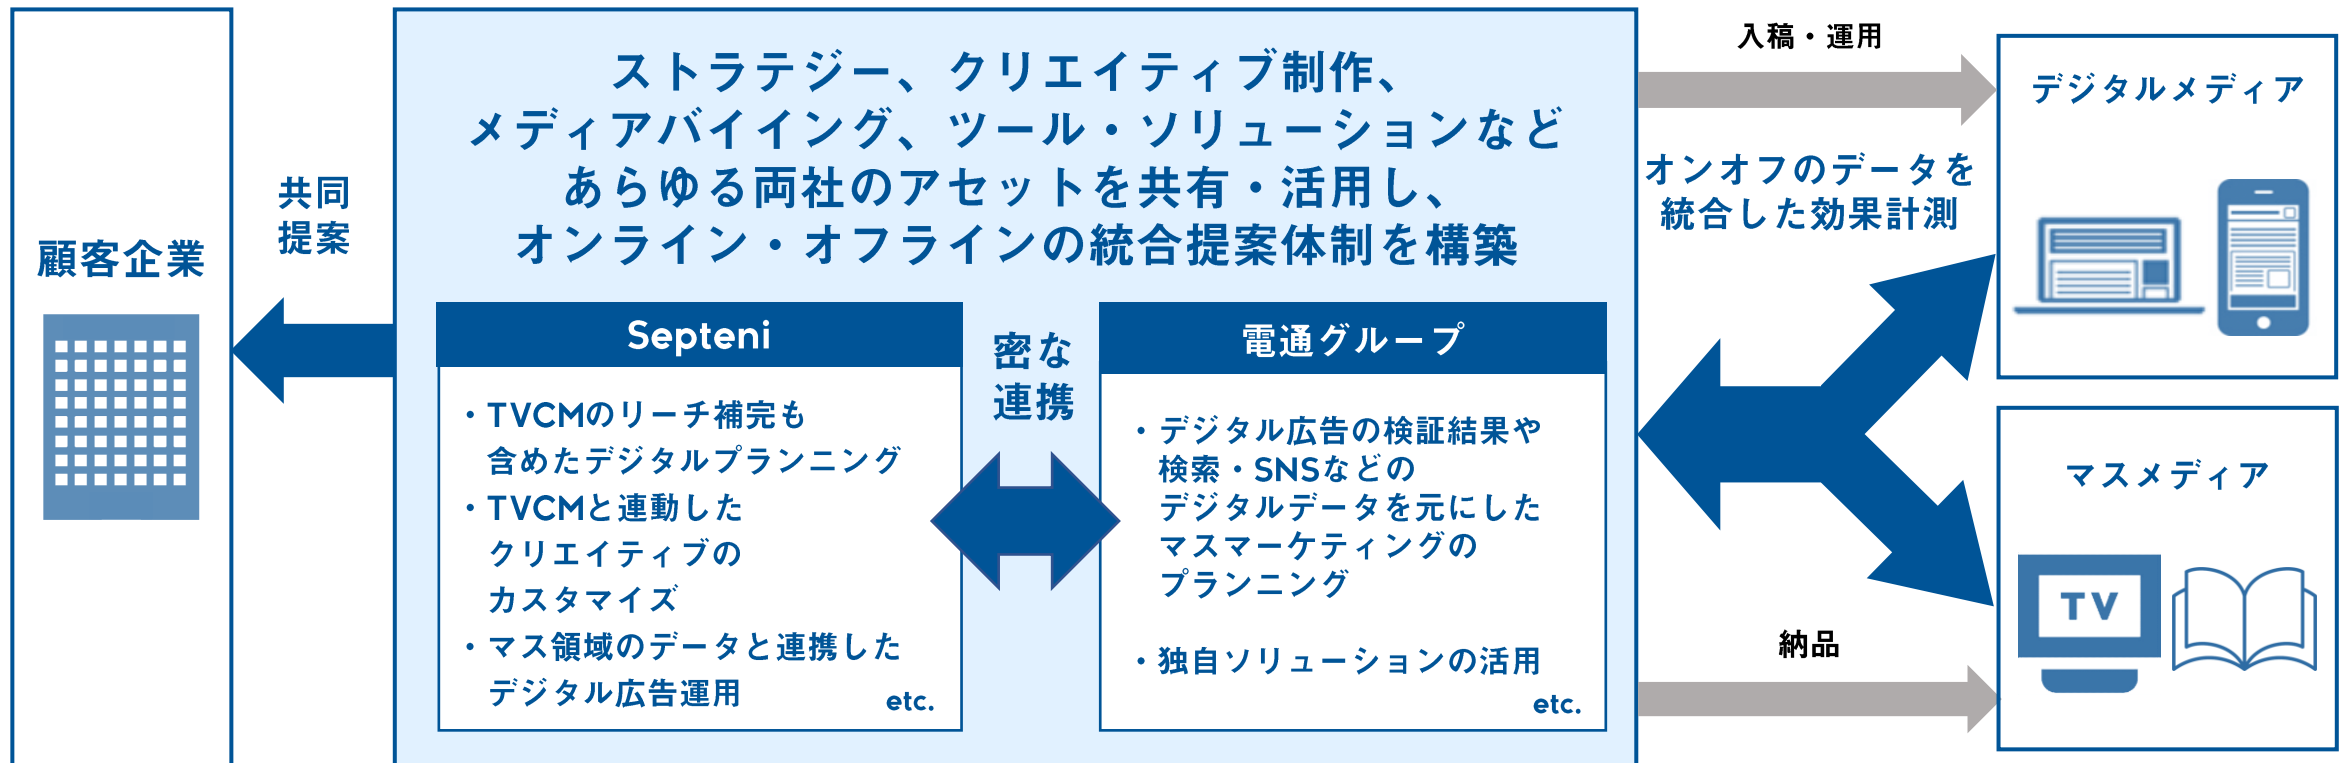 顧客企業
共同
提案
ストラテジー、クリエイティブ制作、
メディアバイイング、ツール・ソリューションなど
あらゆる両社のアセットを共有・活用し、
オンライン・オフラインの統合提案体制を構築
Septeni
・TVCMのリーチ補完も
含めたデジタルプランニング
・TVCMと連動した
クリエイティブの
カスタマイズ
・マス領域のデータと連携した
デジタル広告運用
etc.
密な
連携
電通グループ
・デジタル広告の検証結果や
検索・SNSなどの
デジタルデータを元にした
マスマーケティングの
プランニング
・独自ソリューションの活用
etc.
入稿・運用
オンオフのデータを
統合した効果計測
納品
デジタルメディア
マスメディア
TV